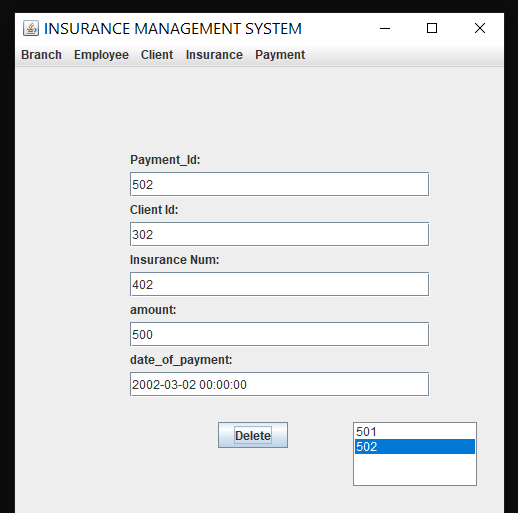 INSURANCE MANAGEMENT SYSTEM
Branch Employee Client Insurance Payment
Payment_Id:
502
Client Id:
302
Insurance Num:
402
amount:
500
date_of_payment:
2002-03-02 00:00:00
Delete
501
502